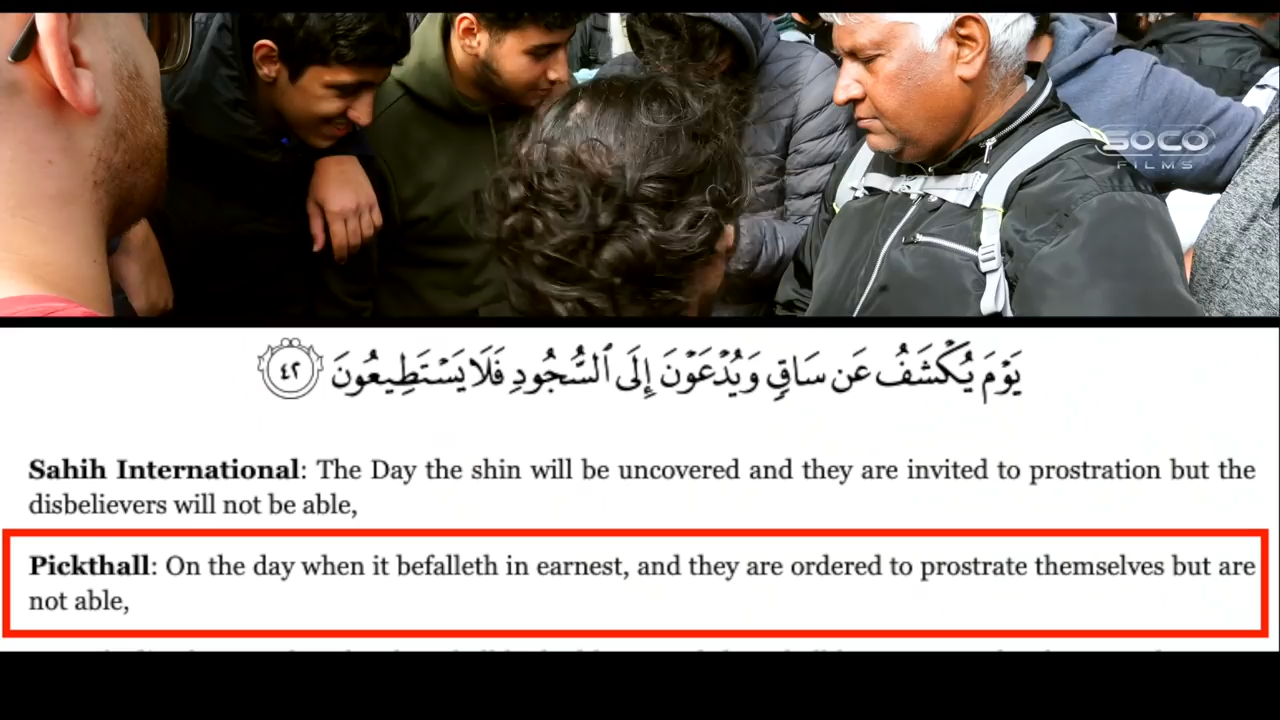 SOCO
FILMS
يَوْمَ يُكْشَفُ عَن سَاقٍ وَيُدْعَوْنَ إِلَى ٱلسُّجُودِ فَلَا يَسْتَطِيعُونَ ٤٢
Sahih International: The Day the shin will be uncovered and they are invited to prostration but the
disbelievers will not be able,
Pickthall: On the day when it befalleth in earnest, and they are ordered to prostrate themselves but are
not able,